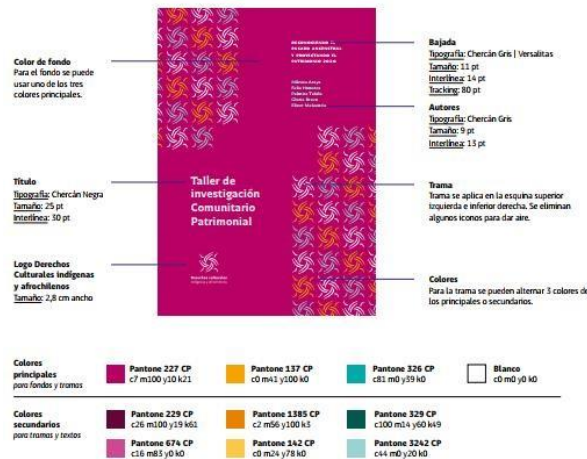 Color de fondo
Para el fondo se puede
usar uno de los tres
colores principales.
Título
Tipografía: Chercán Negra
Tamaño: 25 pt
Interlínea: 30 pt
Logo Derechos
Culturales indígenas
y afrochilenos
Tamaño: 2,8 cm ancho
PATRIMONIO
Taller de
investigación
Comunitario
Patrimonial
Derechos culturales
indígenas y afrochilenos
Bajada
Tipografía: Chercán Gris | Versalitas
Tamaño: 11 pt
Interlínea: 14 pt
Tracking: 80 pt
Autores
Tipografía: Chercán Gris
Tamaño: 9 pt
Interlínea: 13 pt
Trama
Trama se aplica en la esquina superior
izquierda e inferior derecha. Se eliminan
algunos iconos para dar aire.
Colores
Para la trama se pueden alternar 3 colores de
los principales o secundarios.
Colores
principales
para fondos y tramas
Pantone 227 CP
c7 m100 y10 k21
Pantone 137 CP
c0 m41 y100 k0
Pantone 326 CP
c81 m0 y39 k0
Blanco
c0 m0 y0 k0
Colores
secundarios
para tramas y textos
Pantone 229 CP
c26 m100 y19 k61
Pantone 1385 CP
c2 m56 y100 k3
Pantone 329 CP
c100 m14 y60 k49
Pantone 674 CP
c16 m83 y0 k0
Pantone 142 CP
c0 m24 y78 k0
Pantone 3242 CP
c44 m0 y20 k0